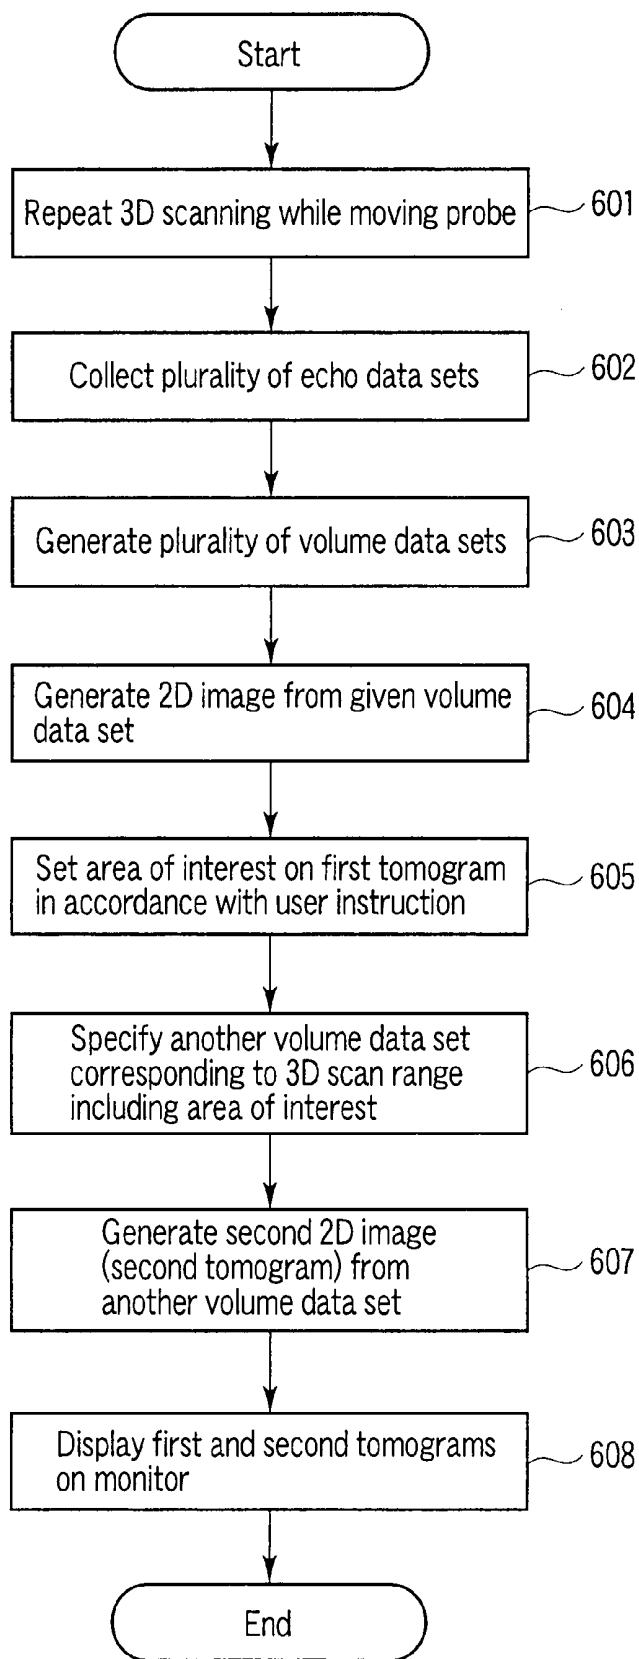 Start
Repeat 3D scanning while moving probe
601
Collect plurality of echo data sets
602
Generate plurality of volume data sets
603
Generate 2D image from given volume
data set
604
Set area of interest on first tomogram
in accordance with user instruction
605
Specify another volume data set
corresponding to 3D scan range
including area of interest
606
Generate second 2D image
(second tomogram) from
another volume data set
607
Display first and second tomograms
on monitor
608
End